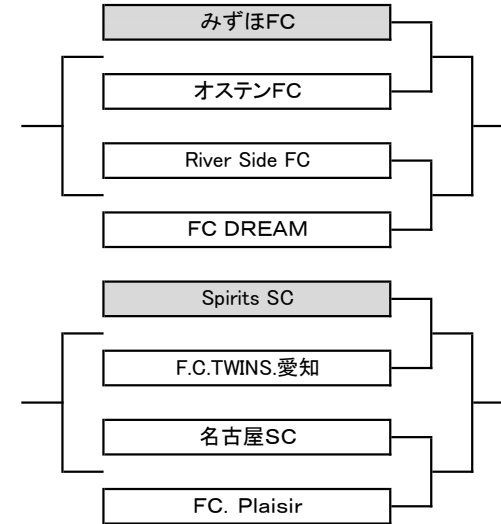 みずほFC
オステンFC
River Side FC
FC DREAM
Spirits SC
F.C.TWINS.愛知
名古屋SC
FC. Plaisir